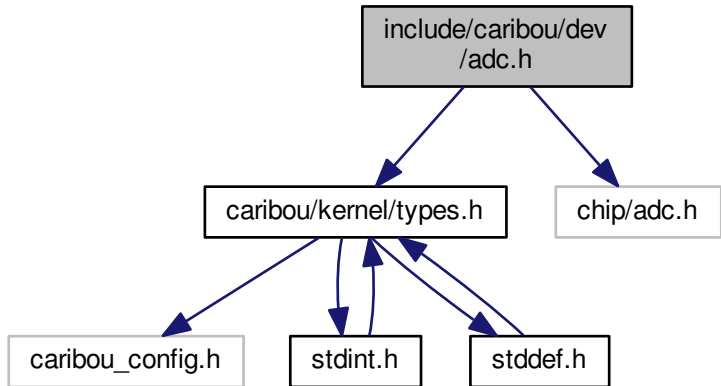 include/caribou/dev
/adc.h
caribou/kernel/types.h
chip/adc.h
caribou_config.h
stdint.h
stddef.h